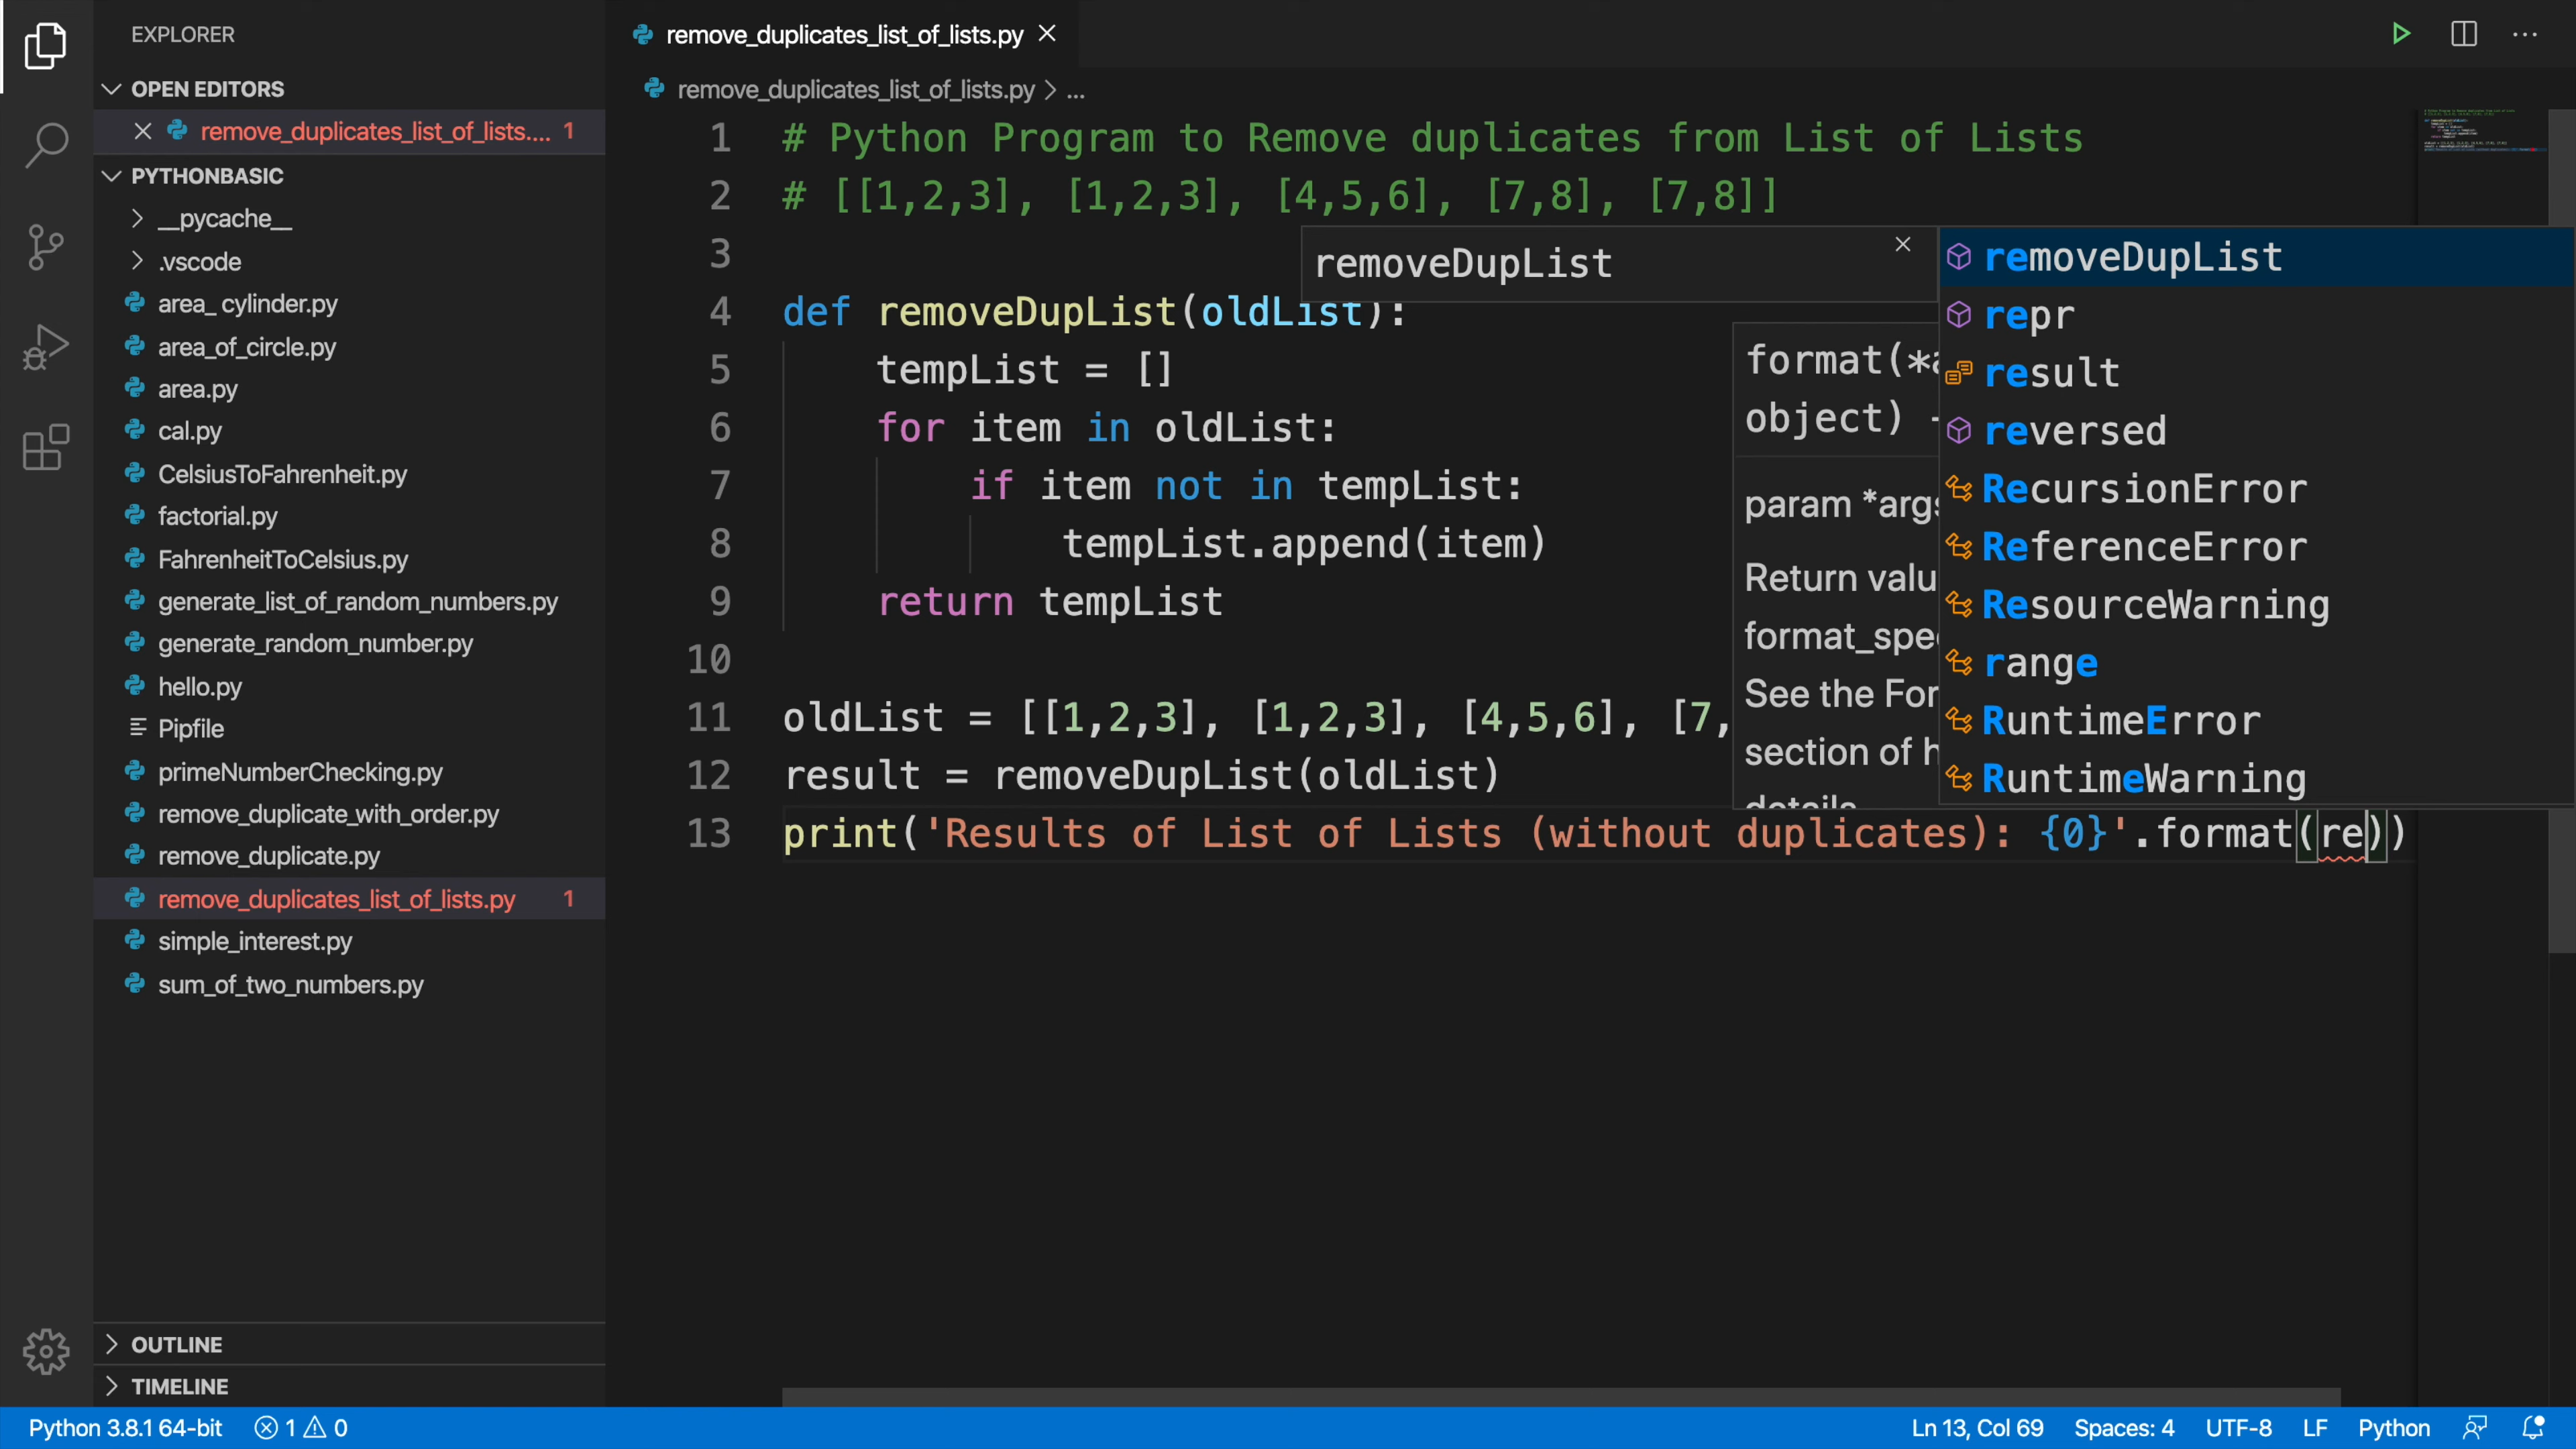 EXPLORER
OPEN EDITORS
remove_duplicates_list_of_lists.... 1
PYTHONBASIC
__pycache__
.vscode
area_ cylinder.py
area_of_circle.py
area.py
cal.py
CelsiusToFahrenheit.py
factorial.py
FahrenheitToCelsius.py
generate_list_of_random_numbers.py
generate_random_number.py
hello.py
Pipfile
primeNumberChecking.py
remove_duplicate_with_order.py
remove_duplicate.py
remove_duplicates_list_of_lists.py 1
simple_interest.py
sum_of_two_numbers.py
OUTLINE
TIMELINE
remove_duplicates_list_of_lists.py
remove_duplicates_list_of_lists.py > ...
1 # Python Program to Remove duplicates from List of Lists
2 # [[1,2,3], [1,2,3], [4,5,6], [7,8], [7,8]]
3
4 def removeDupList(oldList):
5 tempList = []
6 for item in oldList:
7 if item not in tempList:
8 tempList.append(item)
9 return tempList
10
11 oldList = [[1,2,3], [1,2,3], [4,5,6], [7,
12 result = removeDupList(oldList)
13 print('Results of List of Lists (without duplicates): {0}'.format(re))
removeDupList
format(*a
object) -
param *args
Return valu
format_spe
See the For
section of h
details
removeDupList
repr
result
reversed
RecursionError
ReferenceError
ResourceWarning
range
RuntimeError
RuntimeWarning
Python 3.8.1 64-bit 1 0
Ln 13, Col 69 Spaces: 4 UTF-8 LF Python